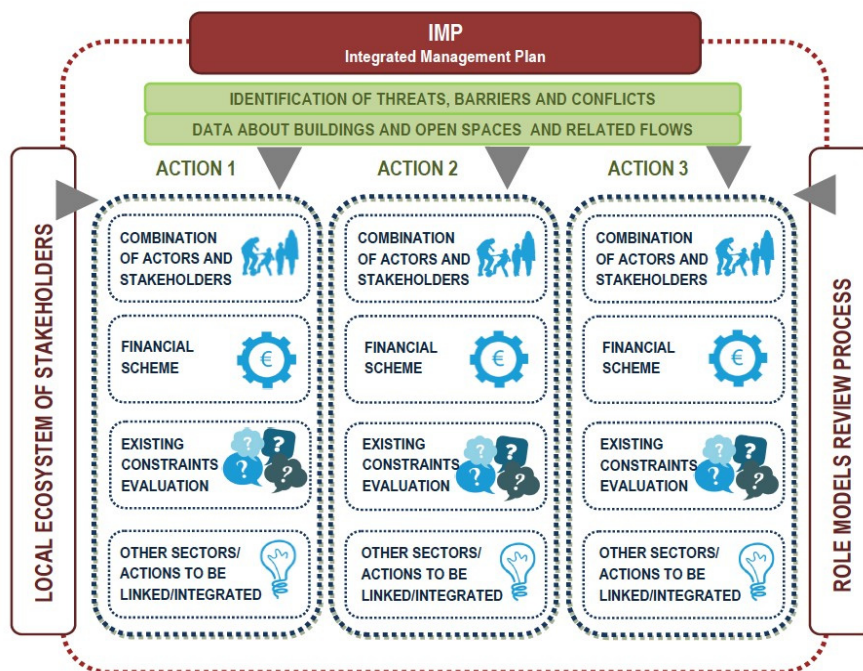 IMP
Integrated Management Plan
IDENTIFICATION OF THREATS, BARRIERS AND CONFLICTS
DATA ABOUT BUILDINGS AND OPEN SPACES AND RELATED FLOWS
LOCAL ECOSYSTEM OF STAKEHOLDERS
ACTION 1
COMBINATION
OF ACTORS AND
STAKEHOLDERS
FINANCIAL
SCHEME
€
EXISTING
CONSTRAINTS
EVALUATION
?
?
?
?
OTHER SECTORS/
ACTIONS TO BE
LINKED/INTEGRATED
ACTION 2
COMBINATION
OF ACTORS AND
STAKEHOLDERS
FINANCIAL
SCHEME
€
EXISTING
CONSTRAINTS
EVALUATION
?
?
?
?
OTHER SECTORS/
ACTIONS TO BE
LINKED/INTEGRATED
ACTION 3
COMBINATION
OF ACTORS AND
STAKEHOLDERS
FINANCIAL
SCHEME
€
EXISTING
CONSTRAINTS
EVALUATION
?
?
?
?
OTHER SECTORS/
ACTIONS TO BE
LINKED/INTEGRATED
ROLE MODELS REVIEW PROCESS